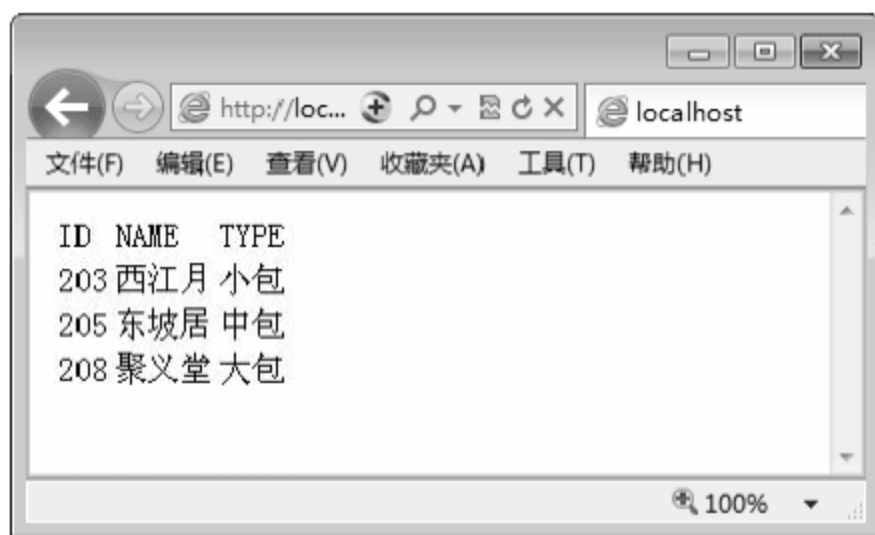 http://loc... localhost
文件(F) 编辑(E) 查看(V) 收藏夹(A) 工具(T) 帮助(H)
ID NAME TYPE
203 西江月 小包
205 东坡居 中包
208 聚义堂 大包
100%